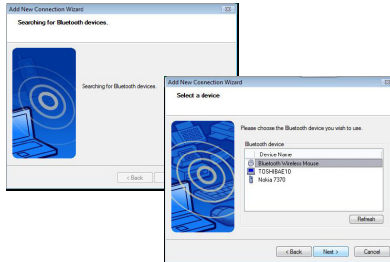 Add New Connection Wizard
Searching for Bluetooth devices.
Searching for Bluetooth devices.
< Back
Add New Connection Wizard
Select a device
Please choose the Bluetooth device you wish to use.
Bluetooth device
Device Name
Bluetooth Wireless Mouse
TOSHIBAE10
Nokia 7370
Refresh
< Back Next > Cancel